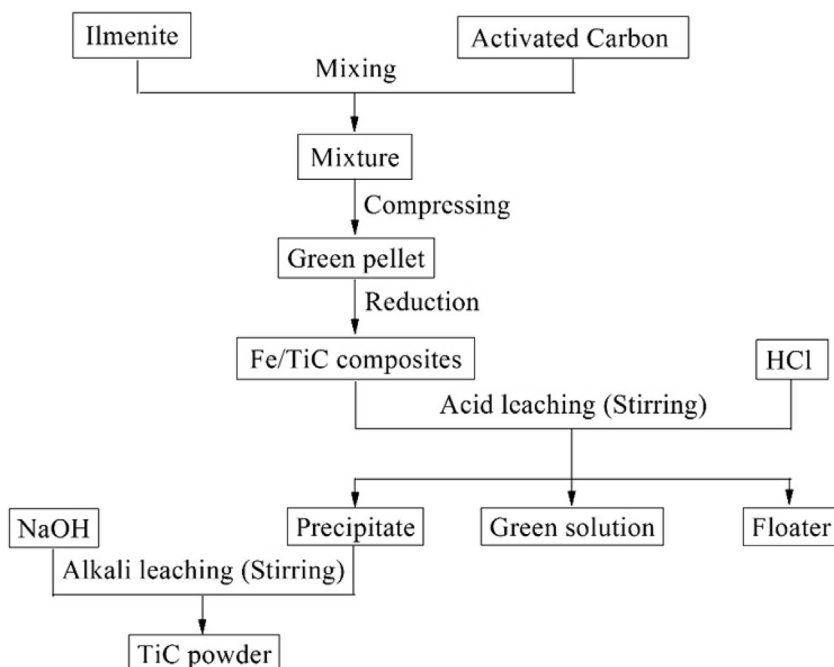 Ilmenite
Activated Carbon
Mixing
Mixture
Compressing
Green pellet
Reduction
Fe/TiC composites
HCl
Acid leaching (Stirring)
NaOH
Precipitate
Green solution
Floater
Alkali leaching (Stirring)
TiC powder